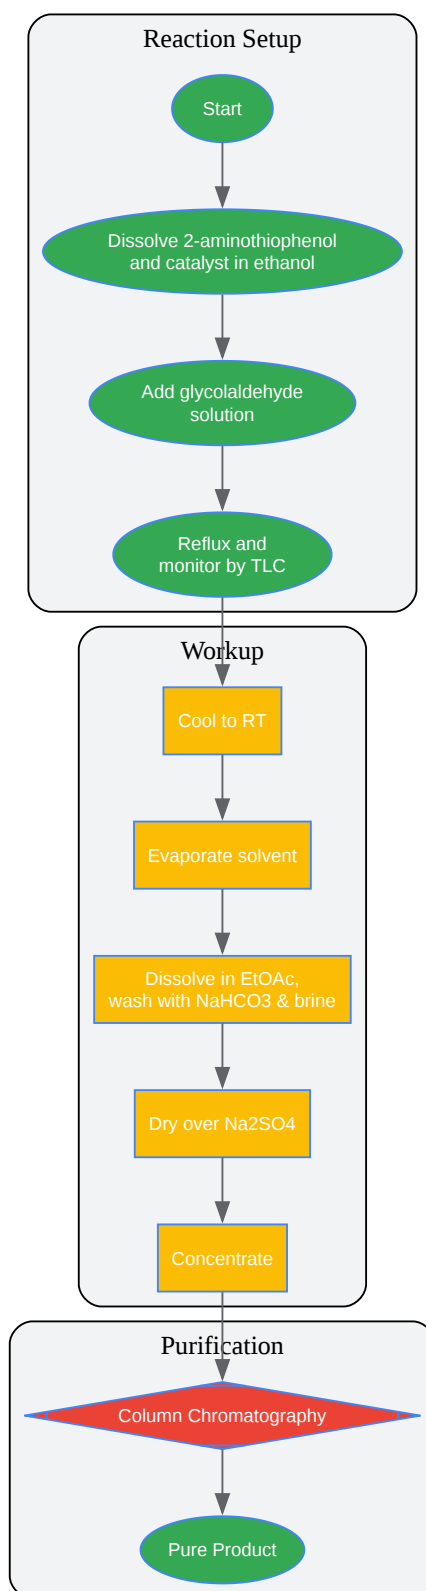 Reaction Setup
Start
Dissolve 2-aminothiophenol
and catalyst in ethanol
Add glycolaldehyde
solution
Reflux and
monitor by TLC
Workup
Cool to RT
Evaporate solvent
Dissolve in EtOAc,
wash with NaHCO3 & brine
Dry over Na2SO4
Concentrate
Purification
Column Chromatography
Pure Product